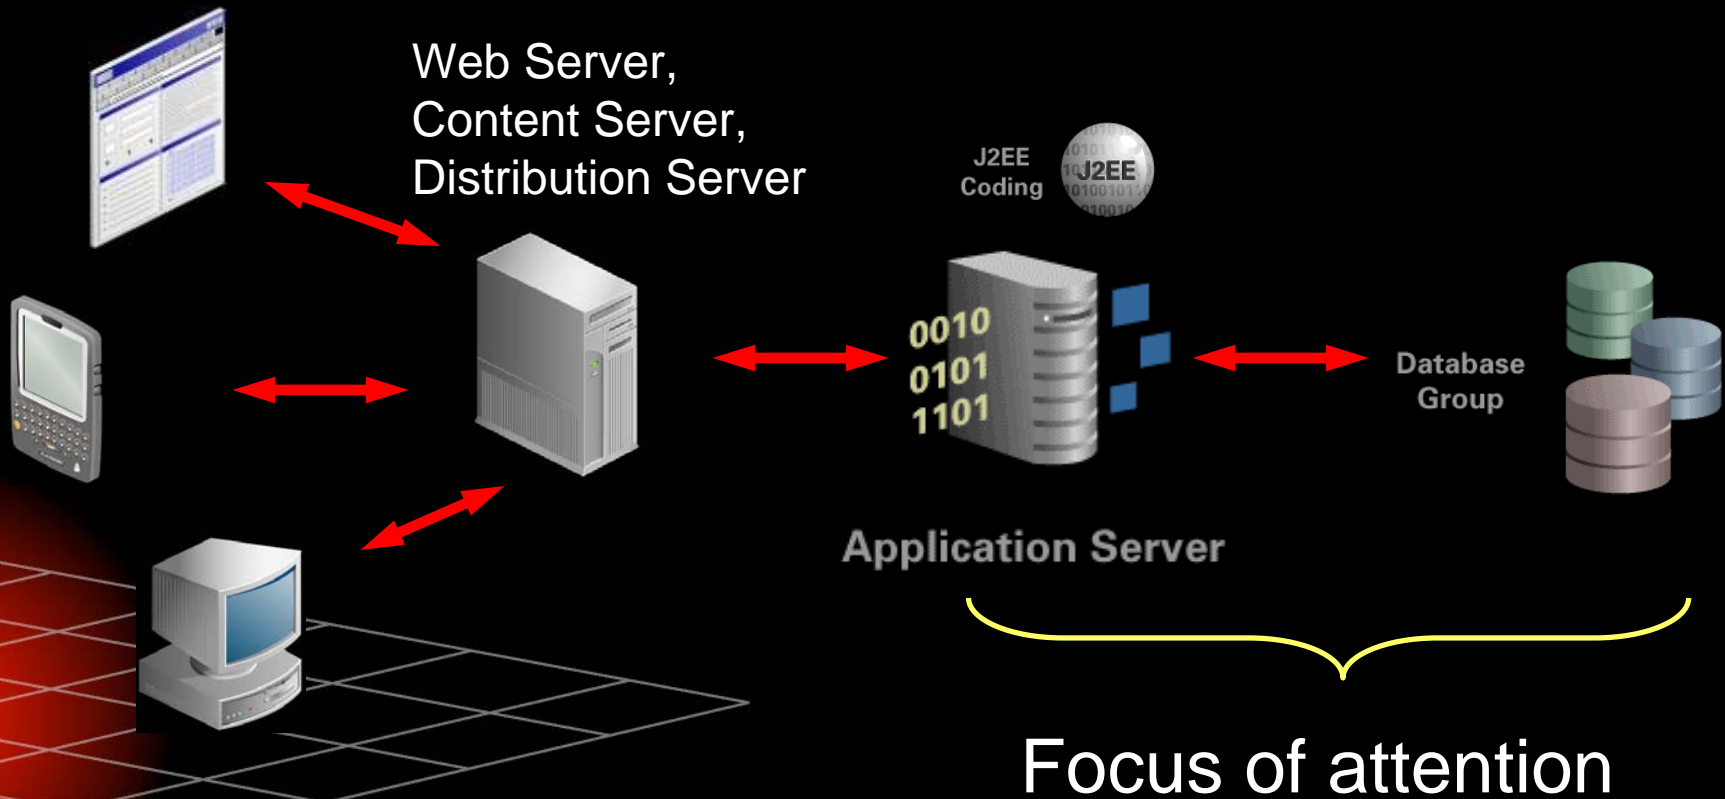 Web Server,
Content Server,
Distribution Server
J2EE
Coding
J2EE
0010
0101
1101
Database
Group
Application Server
Focus of attention